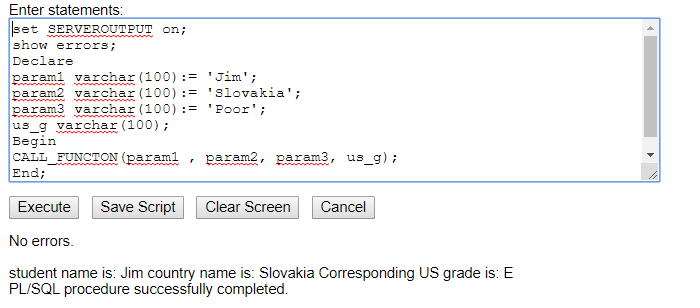 Enter statements:
set SERVEROUTPUT on;
show errors;
Declare
param1 varchar(100):= 'Jim';
param2 varchar(100):= 'Slovakia';
param3 varchar(100):= 'Poor';
us_g varchar(100);
Begin
CALL_FUNCTON(param1 , param2, param3, us_g);
End;
Execute Save Script Clear Screen Cancel
No errors.
student name is: Jim country name is: Slovakia Corresponding US grade is: E
PL/SQL procedure successfully completed.